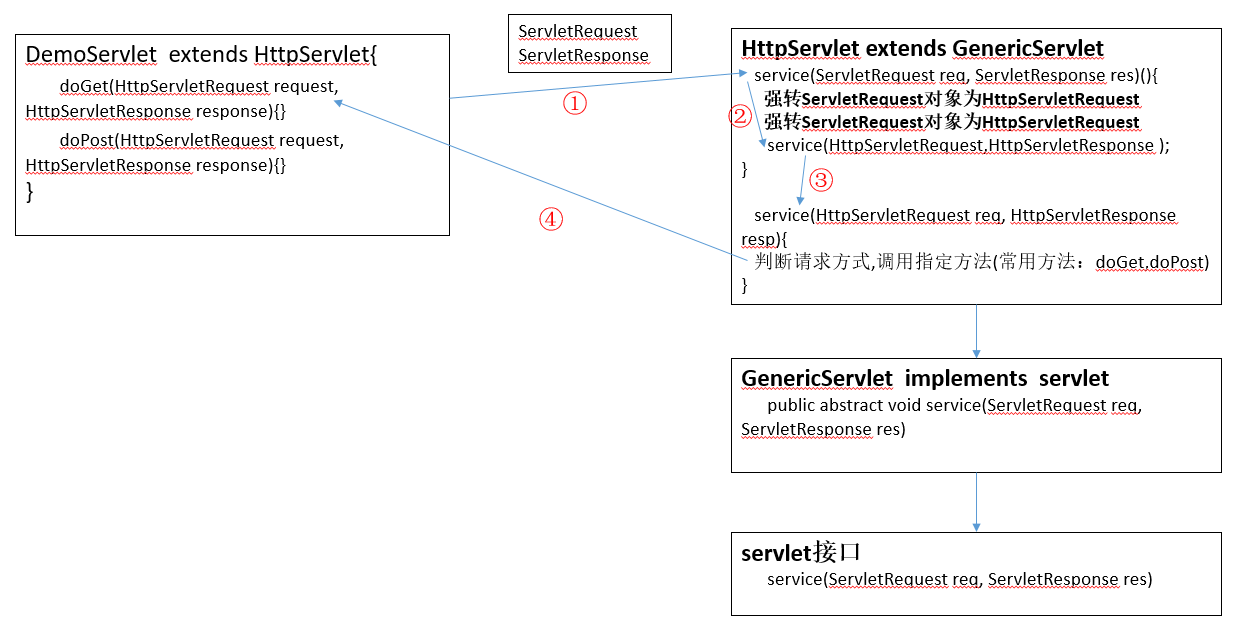 DemoServlet extends HttpServlet{
doGet(HttpServletRequest request,
HttpServletResponse response){}
doPost(HttpServletRequest request,
HttpServletResponse response){}
}
ServletRequest
ServletResponse
①
②
③
④
HttpServlet extends GenericServlet
service(ServletRequest req, ServletResponse res)(){
强转ServletRequest对象为HttpServletRequest
强转ServletRequest对象为HttpServletRequest
service(HttpServletRequest,HttpServletResponse );
}
service(HttpServletRequest req, HttpServletResponse
resp){
判断请求方式,调用指定方法(常用方法：doGet,doPost)
}
GenericServlet implements servlet
public abstract void service(ServletRequest req,
ServletResponse res)
servlet接口
service(ServletRequest req, ServletResponse res)